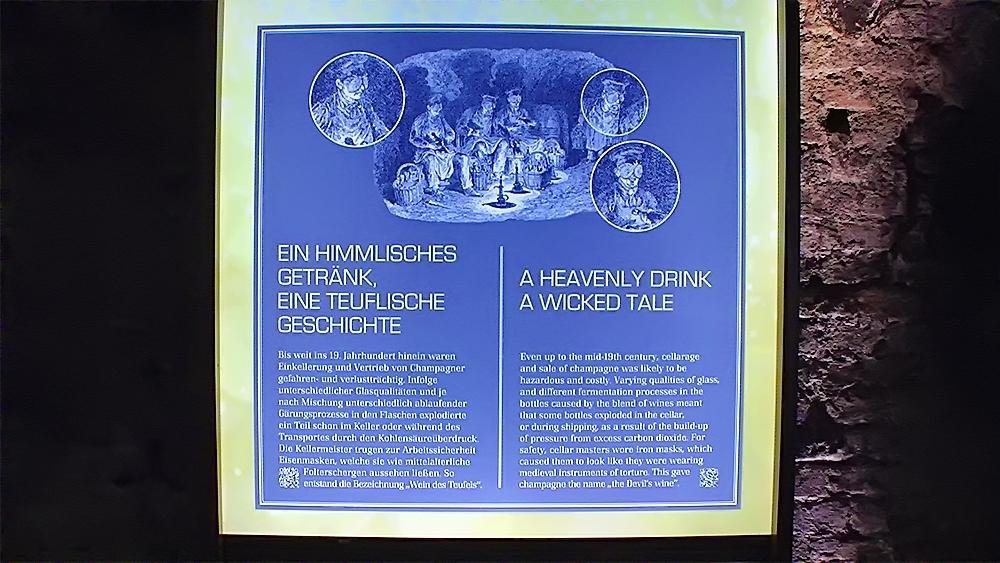 EIN HIMMLISCHES
GETRÄNK,
EINE TEUFLISCHE
GESCHICHTE
Bis weit ins 19. Jahrhundert hinein waren
Einkellerung und Vertrieb von Champagner
gefahren- und verlustträchtig. Infolge
unterschiedlicher Glasqualitäten und je
nach Mischung unterschiedlich ablaufender
Gärungsprozesse in den Flaschen explodierte
ein Teil schon im Keller oder während des
Transportes durch den Kohlensäureüberdruck.
Die Kellermeister trugen zur Arbeitssicherheit
Eisenmasken, welche sie wie mittelalterliche
Folterschergen aussehen ließen. So
entstand die Bezeichnung „Wein des Teufels“.
A HEAVENLY DRINK
A WICKED TALE
Even up to the mid-19th century, cellarage
and sale of champagne was likely to be
hazardous and costly. Varying qualities of glass,
and different fermentation processes in the
bottles caused by the blend of wines meant
that some bottles exploded in the cellar,
or during shipping, as a result of the build-up
of pressure from excess carbon dioxide. For
safety, cellar masters wore iron masks, which
caused them to look like they were wearing
medieval instruments of torture. This gave
champagne the name „the Devil's wine“.